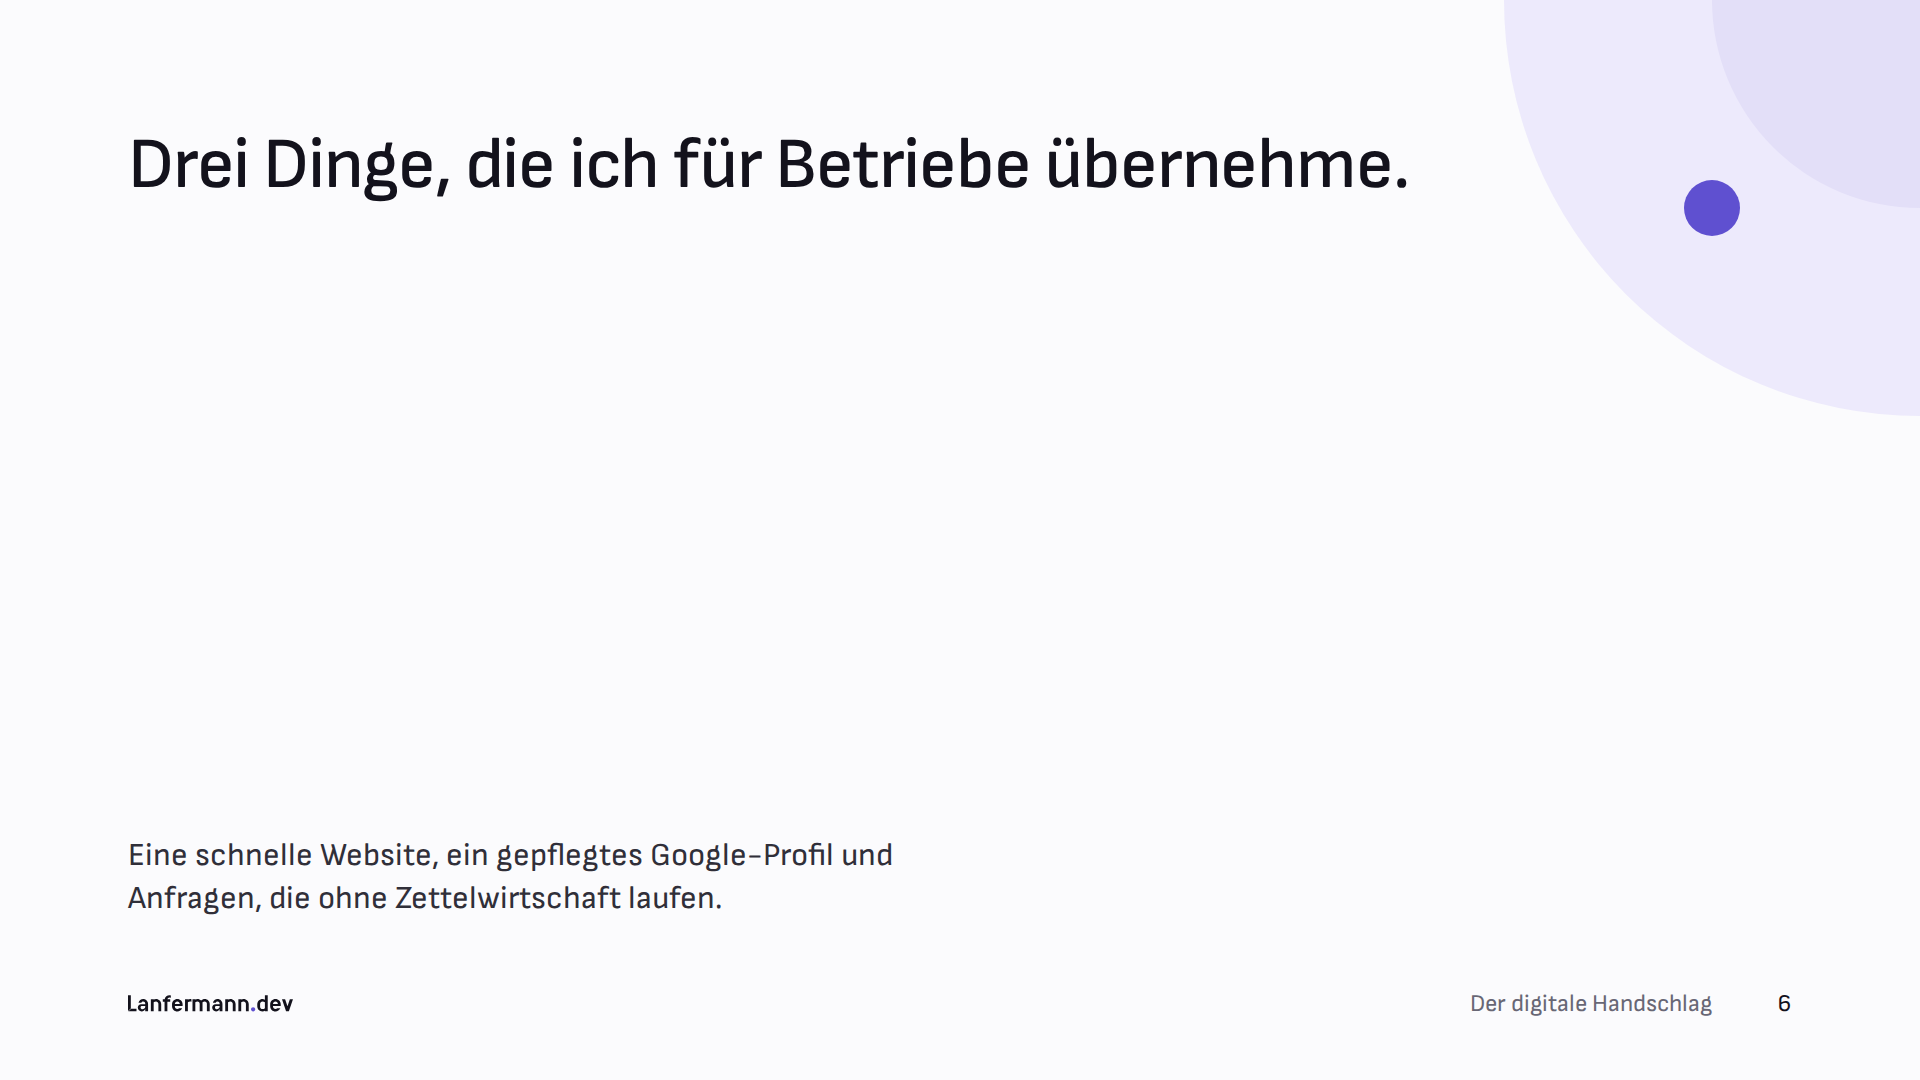 Drei Dinge, die ich für Betriebe übernehme.
Eine schnelle Website, ein gepflegtes Google-Profil und
Anfragen, die ohne Zettelwirtschaft laufen.
Lanfermann.dev
Der digitale Handschlag
6